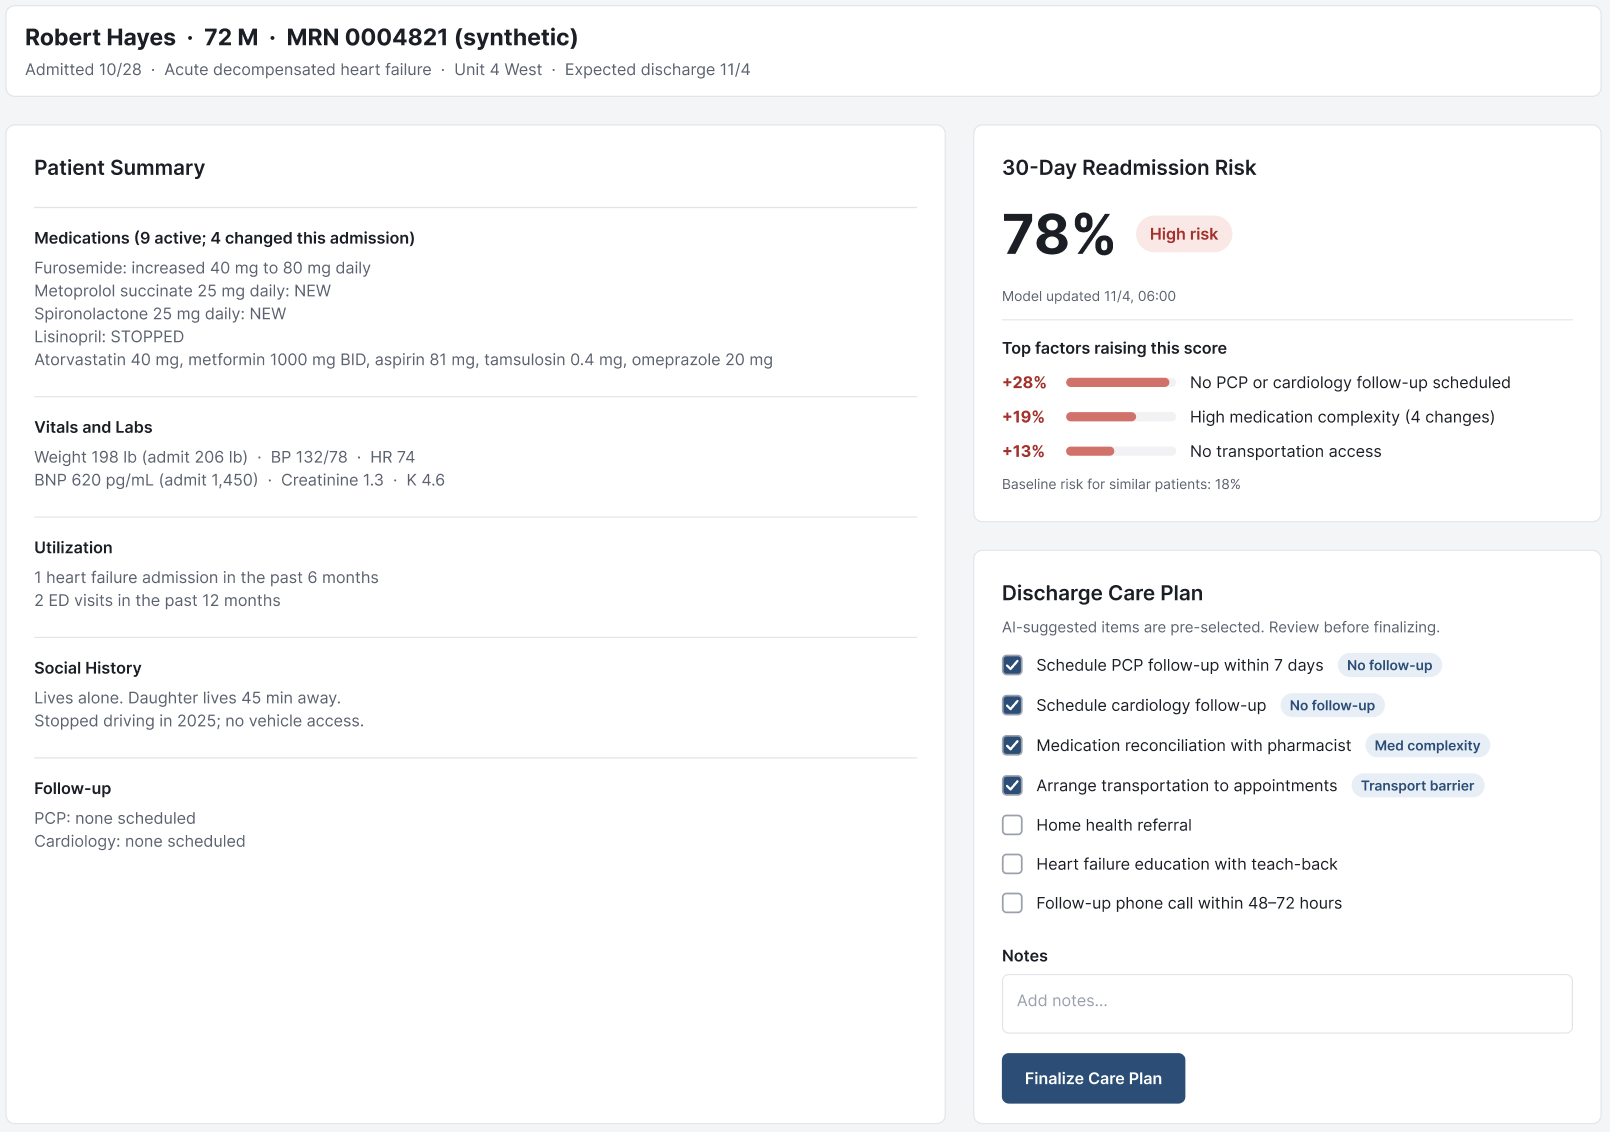 Robert Hayes · 72 M · MRN 0004821 (synthetic)
Admitted 10/28 · Acute decompensated heart failure · Unit 4 West · Expected discharge 11/4
Patient Summary
Medications (9 active; 4 changed this admission)
Furosemide: increased 40 mg to 80 mg daily
Metoprolol succinate 25 mg daily: NEW
Spironolactone 25 mg daily: NEW
Lisinopril: STOPPED
Atorvastatin 40 mg, metformin 1000 mg BID, aspirin 81 mg, tamsulosin 0.4 mg, omeprazole 20 mg
Vitals and Labs
Weight 198 lb (admit 206 lb) · BP 132/78 · HR 74
BNP 620 pg/mL (admit 1,450) · Creatinine 1.3 · K 4.6
Utilization
1 heart failure admission in the past 6 months
2 ED visits in the past 12 months
Social History
Lives alone. Daughter lives 45 min away.
Stopped driving in 2025; no vehicle access.
Follow-up
PCP: none scheduled
Cardiology: none scheduled
30-Day Readmission Risk
78% High risk
Model updated 11/4, 06:00
Top factors raising this score
+28% No PCP or cardiology follow-up scheduled
+19% High medication complexity (4 changes)
+13% No transportation access
Baseline risk for similar patients: 18%
Discharge Care Plan
AI-suggested items are pre-selected. Review before finalizing.
Schedule PCP follow-up within 7 days No follow-up
Schedule cardiology follow-up No follow-up
Medication reconciliation with pharmacist Med complexity
Arrange transportation to appointments Transport barrier
Home health referral
Heart failure education with teach-back
Follow-up phone call within 48–72 hours
Notes
Add notes...
Finalize Care Plan